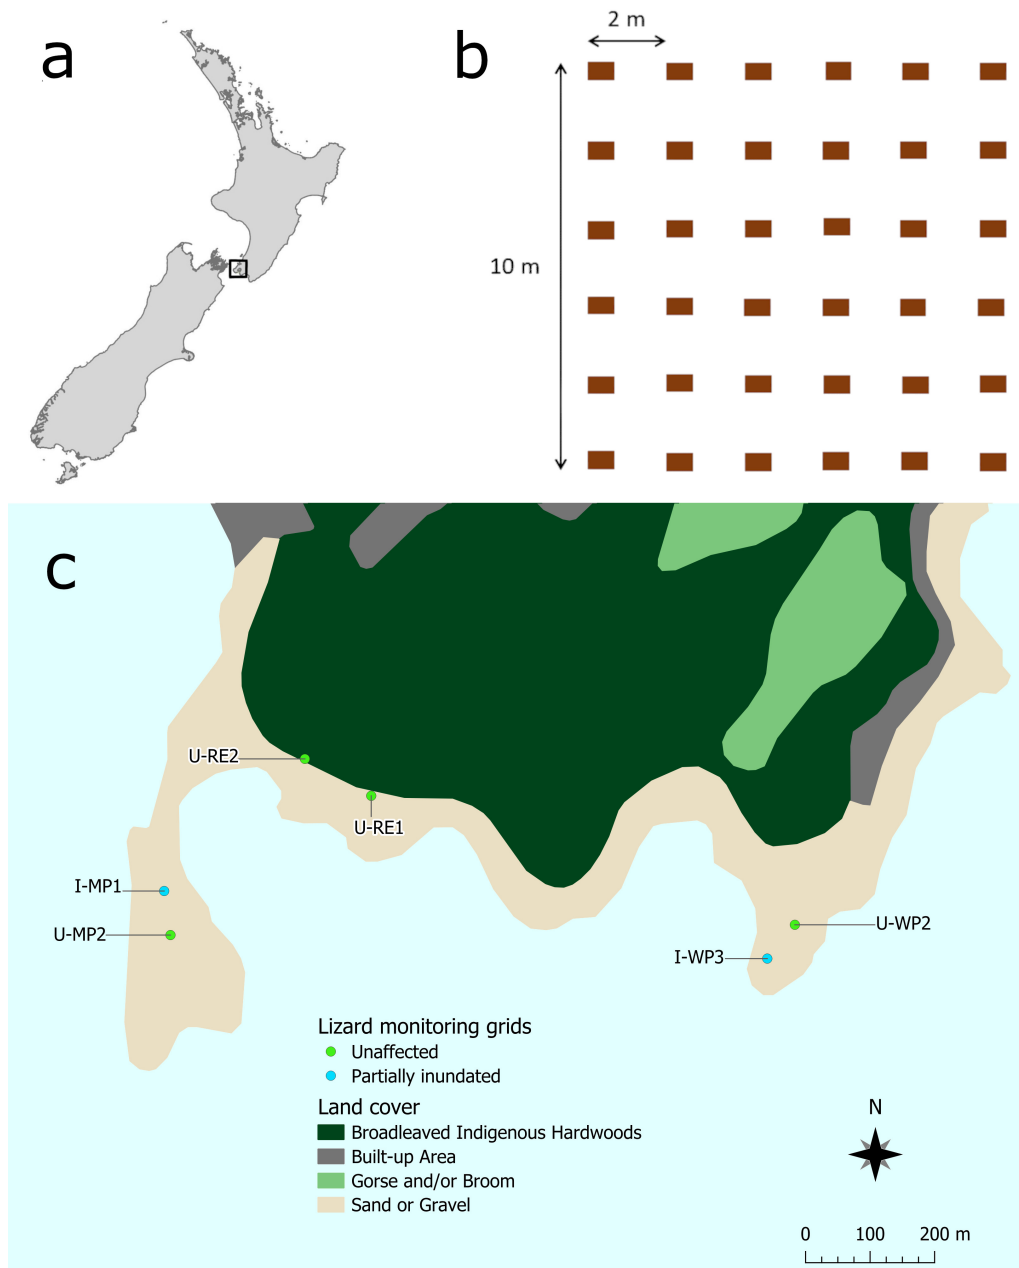 a
b
2 m
10 m
c
U-RE2
U-RE1
I-MP1
U-MP2
U-WP2
I-WP3
Lizard monitoring grids
Unaffected
Partially inundated
Land cover
Broadleaved Indigenous Hardwoods
Built-up Area
Gorse and/or Broom
Sand or Gravel
N
0 100 200 m